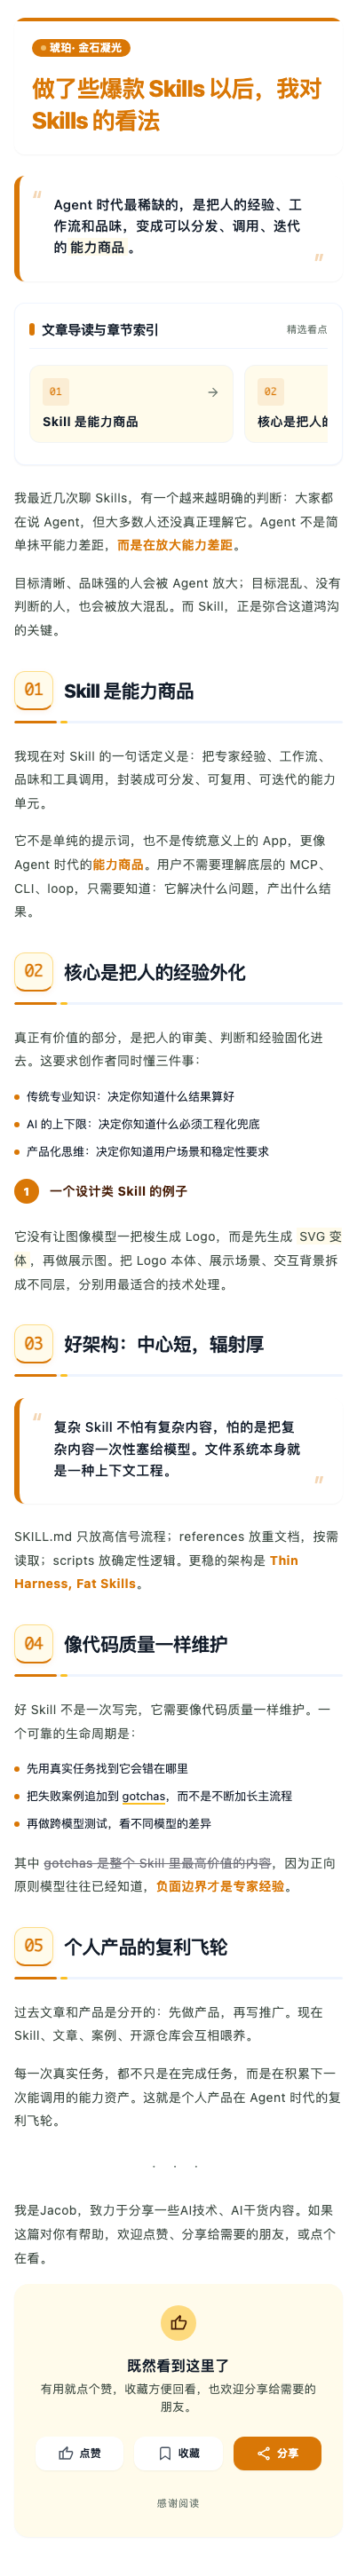 琥珀· 金石凝光
做了些爆款 Skills 以后，我对
Skills 的看法
"
Agent 时代最稀缺的，是把人的经验、工
作流和品味，变成可以分发、调用、迭代
的 能力商品 。
"
文章导读与章节索引 精选看点
01 → 02
Skill 是能力商品 核心是把人的
我最近几次聊 Skills，有一个越来越明确的判断：大家都
在说 Agent，但大多数人还没真正理解它。Agent 不是简
单抹平能力差距，而是在放大能力差距。
目标清晰、品味强的人会被 Agent 放大；目标混乱、没有
判断的人，也会被放大混乱。而 Skill，正是弥合这道鸿沟
的关键。
01 Skill 是能力商品
我现在对 Skill 的一句话定义是：把专家经验、工作流、
品味和工具调用，封装成可分发、可复用、可迭代的能力
单元。
它不是单纯的提示词，也不是传统意义上的 App，更像
Agent 时代的能力商品。用户不需要理解底层的 MCP、
CLI、loop，只需要知道：它解决什么问题，产出什么结
果。
02 核心是把人的经验外化
真正有价值的部分，是把人的审美、判断和经验固化进
去。这要求创作者同时懂三件事：
传统专业知识：决定你知道什么结果算好
AI 的上下限：决定你知道什么必须工程化兜底
产品化思维：决定你知道用户场景和稳定性要求
1 一个设计类 Skill 的例子
它没有让图像模型一把梭生成 Logo，而是先生成 SVG 变
体 ，再做展示图。把 Logo 本体、展示场景、交互背景拆
成不同层，分别用最适合的技术处理。
03 好架构：中心短，辐射厚
"
复杂 Skill 不怕有复杂内容，怕的是把复
杂内容一次性塞给模型。文件系统本身就
是一种上下文工程。
"
SKILL.md 只放高信号流程；references 放重文档，按需
读取；scripts 放确定性逻辑。更稳的架构是 Thin
Harness, Fat Skills。
04 像代码质量一样维护
好 Skill 不是一次写完，它需要像代码质量一样维护。一
个可靠的生命周期是：
先用真实任务找到它会错在哪里
把失败案例追加到 gotchas，而不是不断加长主流程
再做跨模型测试，看不同模型的差异
其中 gotchas 是整个 Skill 里最高价值的内容，因为正向
原则模型往往已经知道，负面边界才是专家经验。
05 个人产品的复利飞轮
过去文章和产品是分开的：先做产品，再写推广。现在
Skill、文章、案例、开源仓库会互相喂养。
每一次真实任务，都不只是在完成任务，而是在积累下一
次能调用的能力资产。这就是个人产品在 Agent 时代的复
利飞轮。
· · ·
我是Jacob，致力于分享一些AI技术、AI干货内容。如果
这篇对你有帮助，欢迎点赞、分享给需要的朋友，或点个
在看。
既然看到这里了
有用就点个赞，收藏方便回看，也欢迎分享给需要的
朋友。
点赞 收藏 分享
感谢阅读